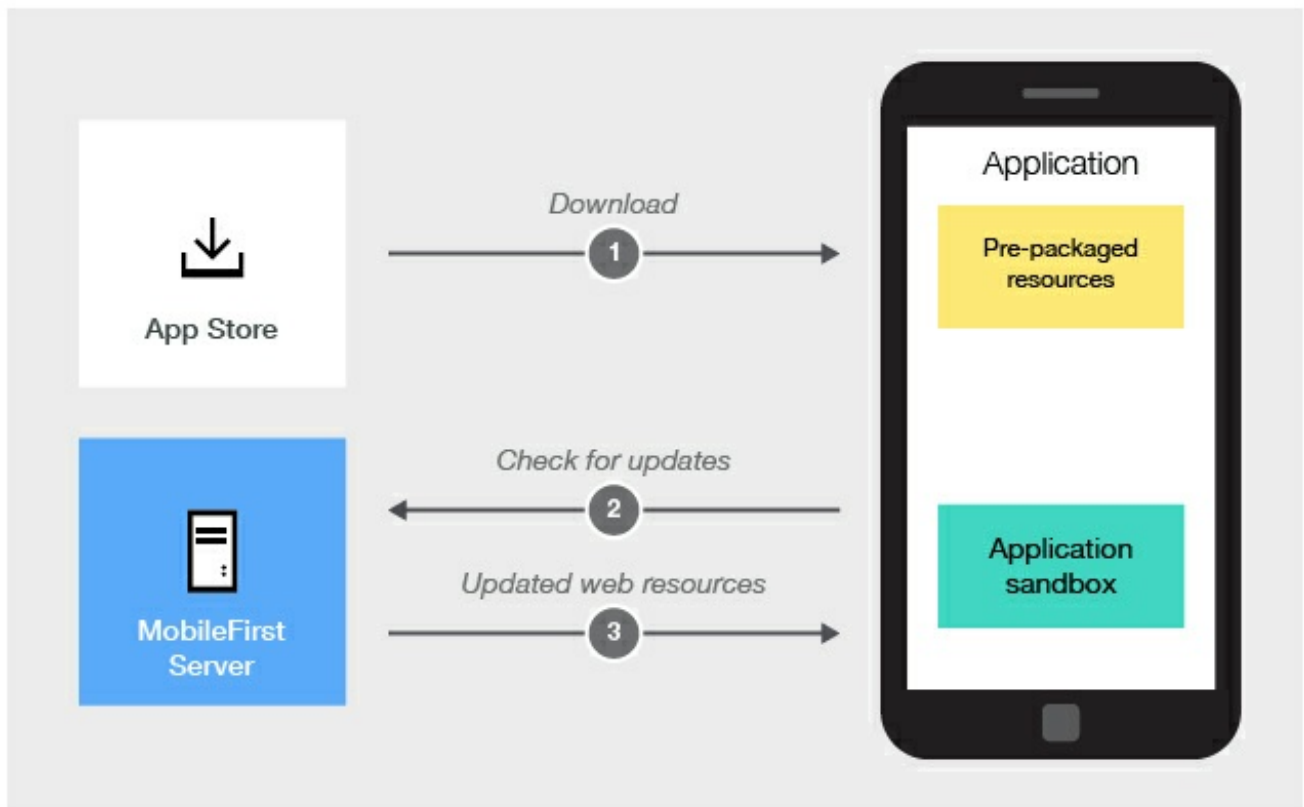 App Store
Download
1
Application
Pre-packaged
resources
MobileFirst
Server
Check for updates
2
Updated web resources
3
Application
sandbox